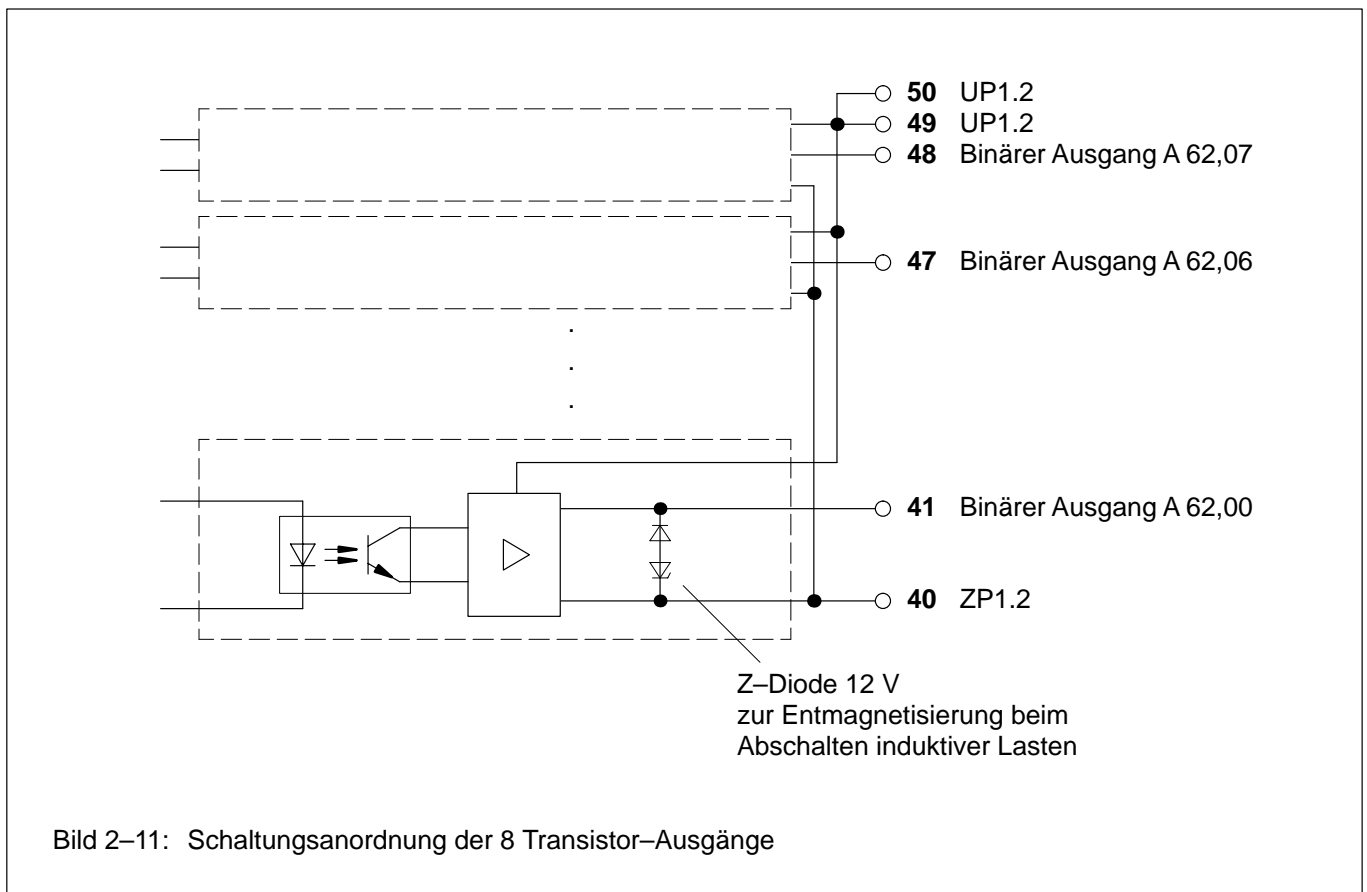 50 UP1.2
49 UP1.2
48 Binärer Ausgang A 62,07
47 Binärer Ausgang A 62,06
41 Binärer Ausgang A 62,00
40 ZP1.2
Z–Diode 12 V
zur Entmagnetisierung beim
Abschalten induktiver Lasten
Bild 2–11: Schaltungsanordnung der 8 Transistor–Ausgänge